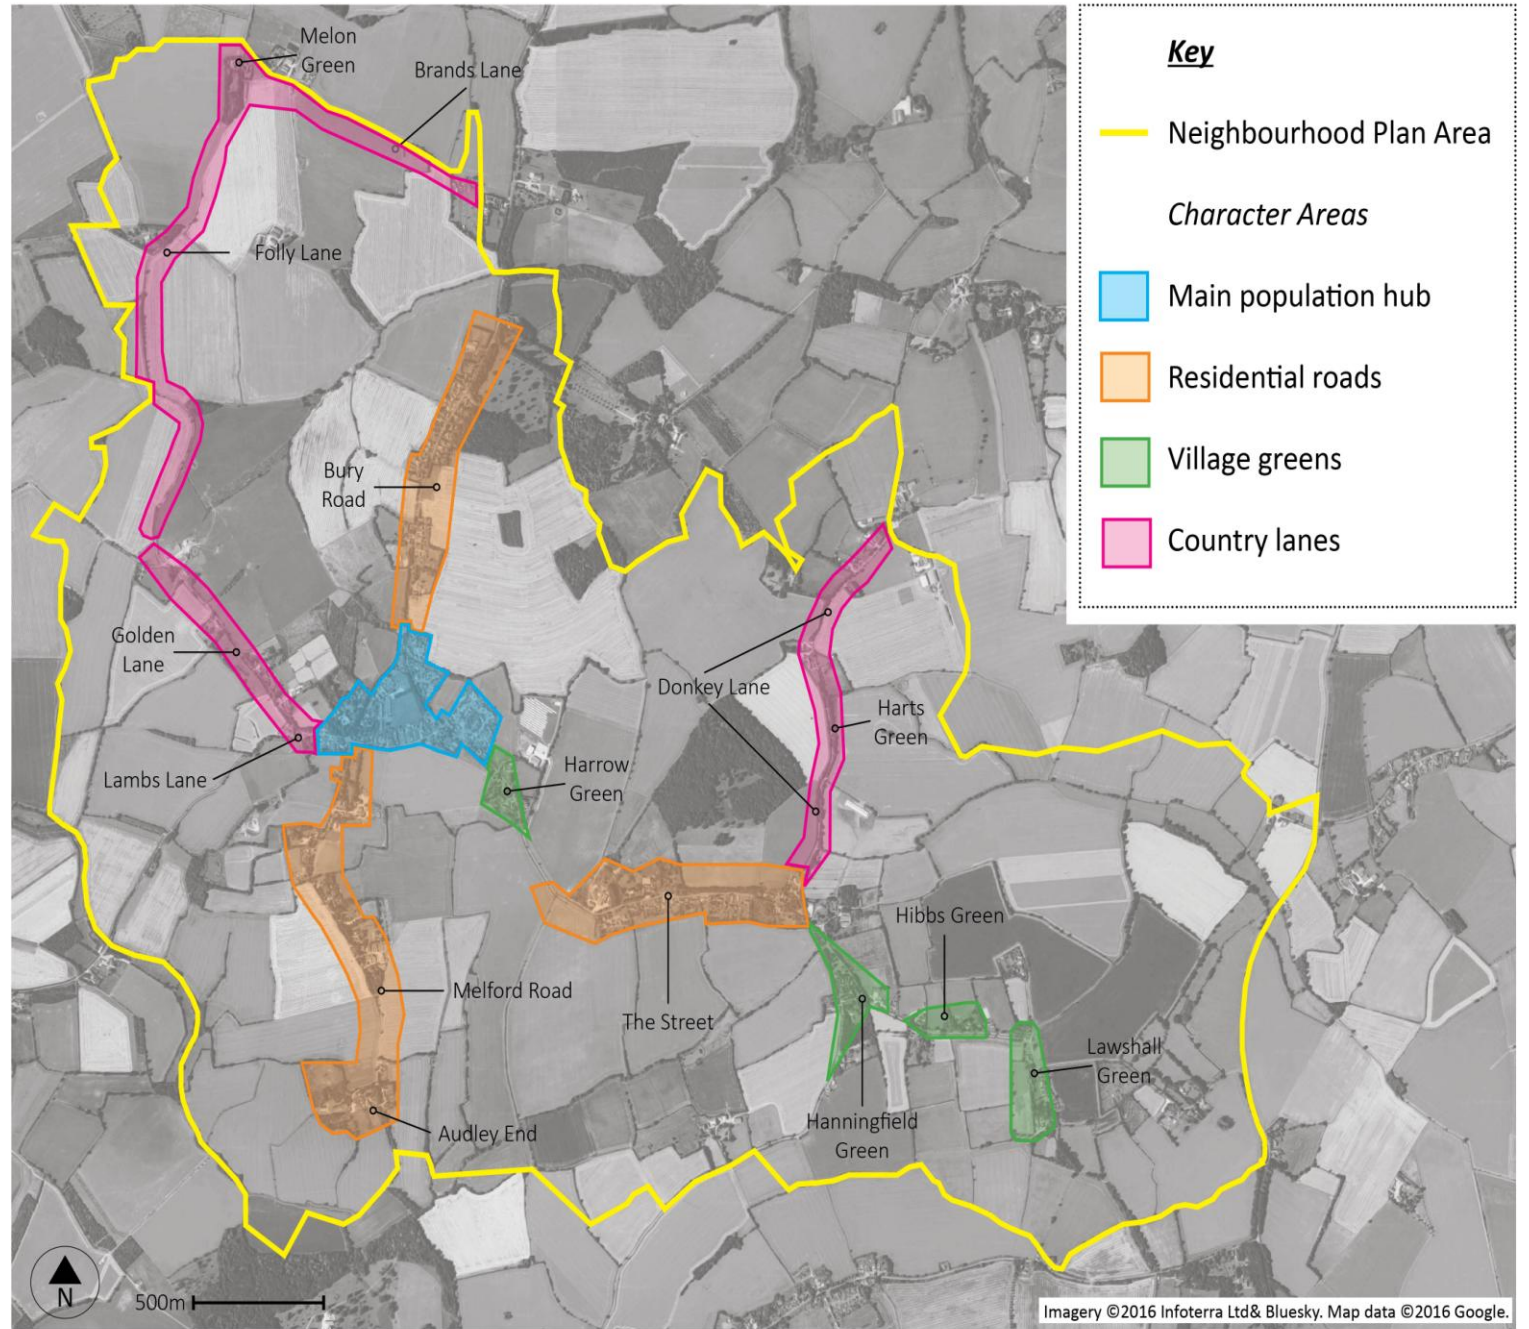 Melon
Green
Brands Lane
Folly Lane
Bury
Road
Golden
Lane
Lambs Lane
Donkey Lane
Harts
Green
Harrow
Green
Hibbs Green
Melford Road
The Street
Lawshall
Green
Hanningfield
Green
Audley End
N
500m
Key
Neighbourhood Plan Area
Character Areas
Main population hub
Residential roads
Village greens
Country lanes
Imagery ©2016 Infoterra Ltd& Bluesky. Map data ©2016 Google.